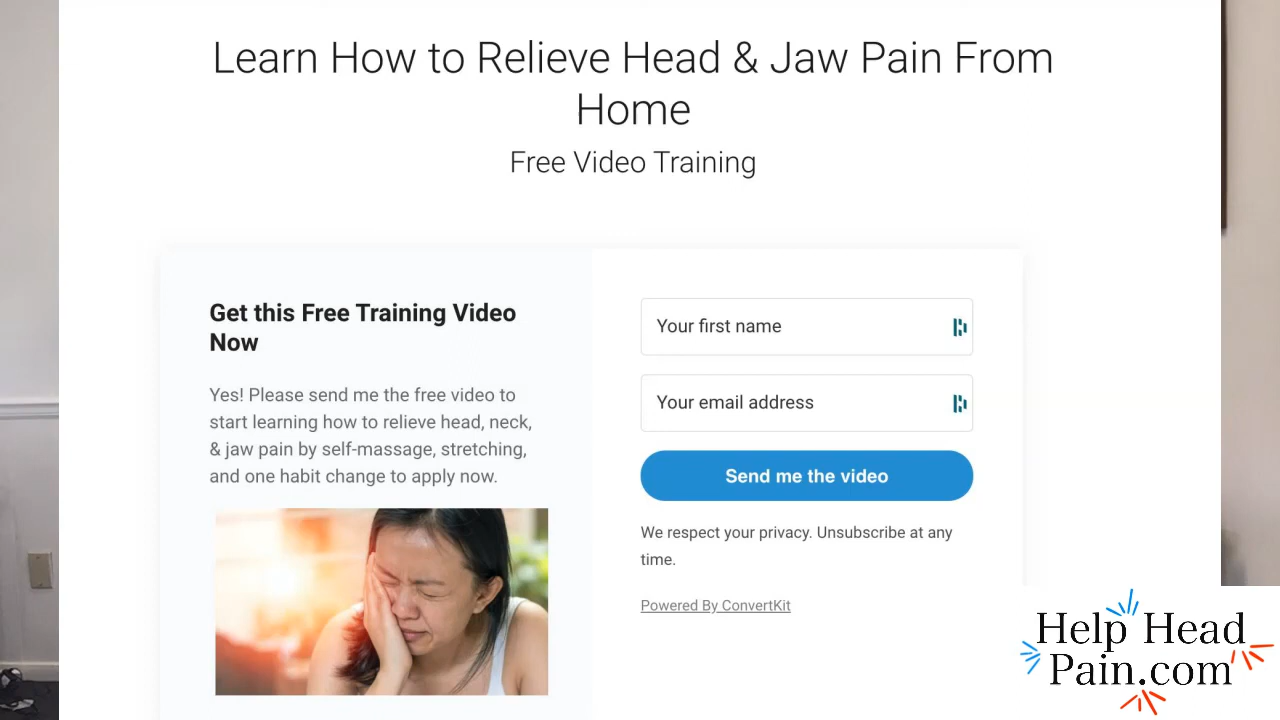 Learn How to Relieve Head & Jaw Pain From
Home
Free Video Training
Get this Free Training Video
Now
Yes! Please send me the free video to
start learning how to relieve head, neck,
& jaw pain by self-massage, stretching,
and one habit change to apply now.
Your first name
Your email address
Send me the video
We respect your privacy. Unsubscribe at any
time.
Powered By ConvertKit
Help Head
Pain.com